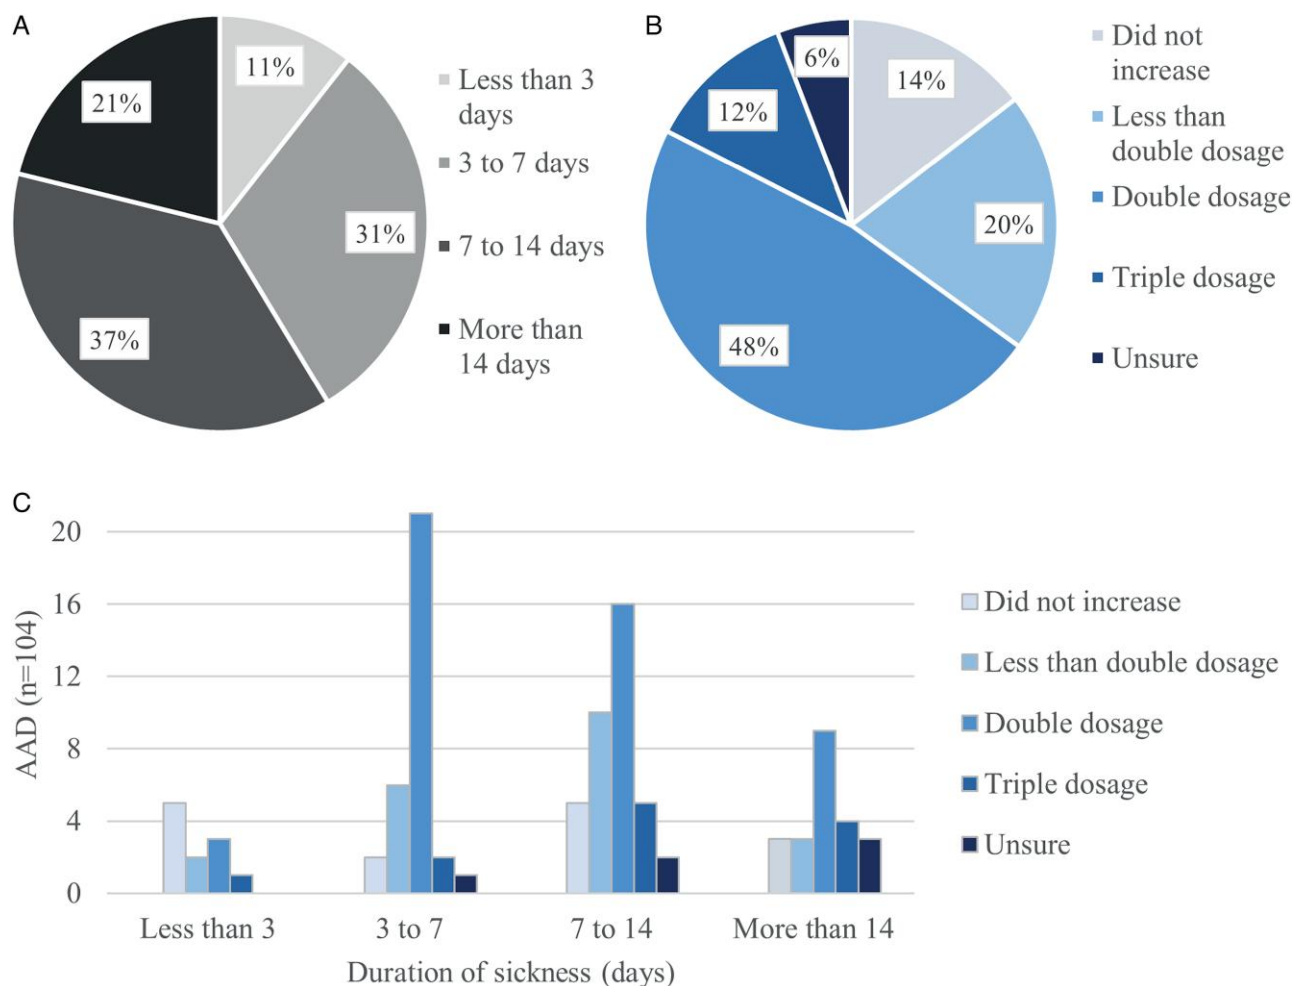 A
11%
21%
31%
37%
Less than 3
days
3 to 7 days
7 to 14 days
More than
14 days
B
6%
14%
12%
20%
48%
Did not
increase
Less than
double dosage
Double dosage
Triple dosage
Unsure
C
AAD (n=104)
20
16
12
8
4
0
Less than 3
3 to 7
7 to 14
More than 14
Duration of sickness (days)
Did not increase
Less than double dosage
Double dosage
Triple dosage
Unsure